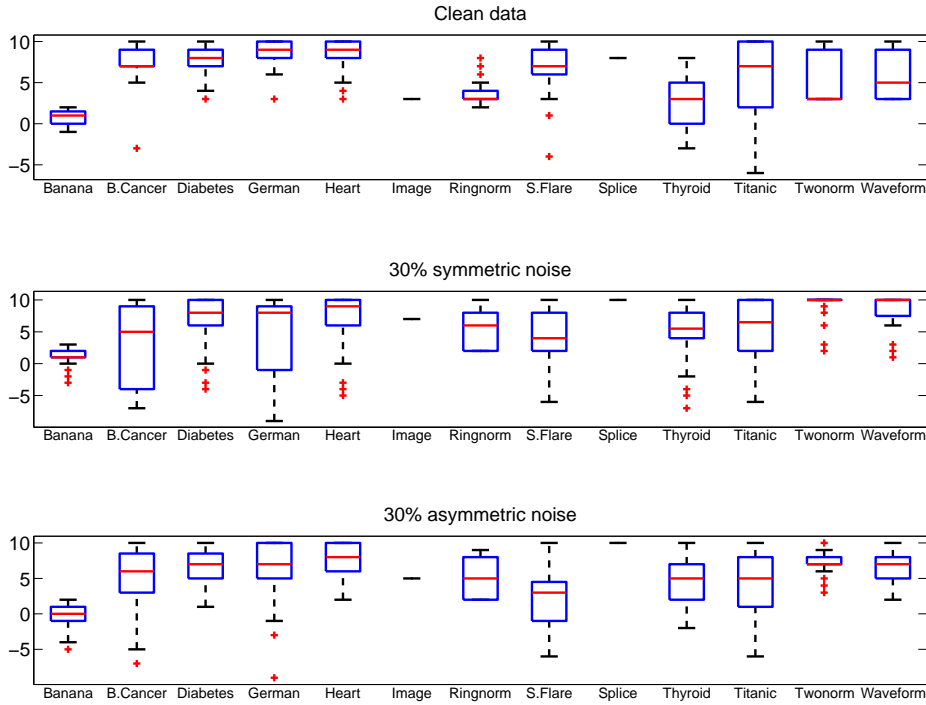 Clean data
10
5
0
−5
Banana B.Cancer Diabetes German Heart Image Ringnorm S.Flare Splice Thyroid Titanic Twonorm Waveform
30% symmetric noise
10
5
0
−5
Banana B.Cancer Diabetes German Heart Image Ringnorm S.Flare Splice Thyroid Titanic Twonorm Waveform
30% asymmetric noise
10
5
0
−5
Banana B.Cancer Diabetes German Heart Image Ringnorm S.Flare Splice Thyroid Titanic Twonorm Waveform